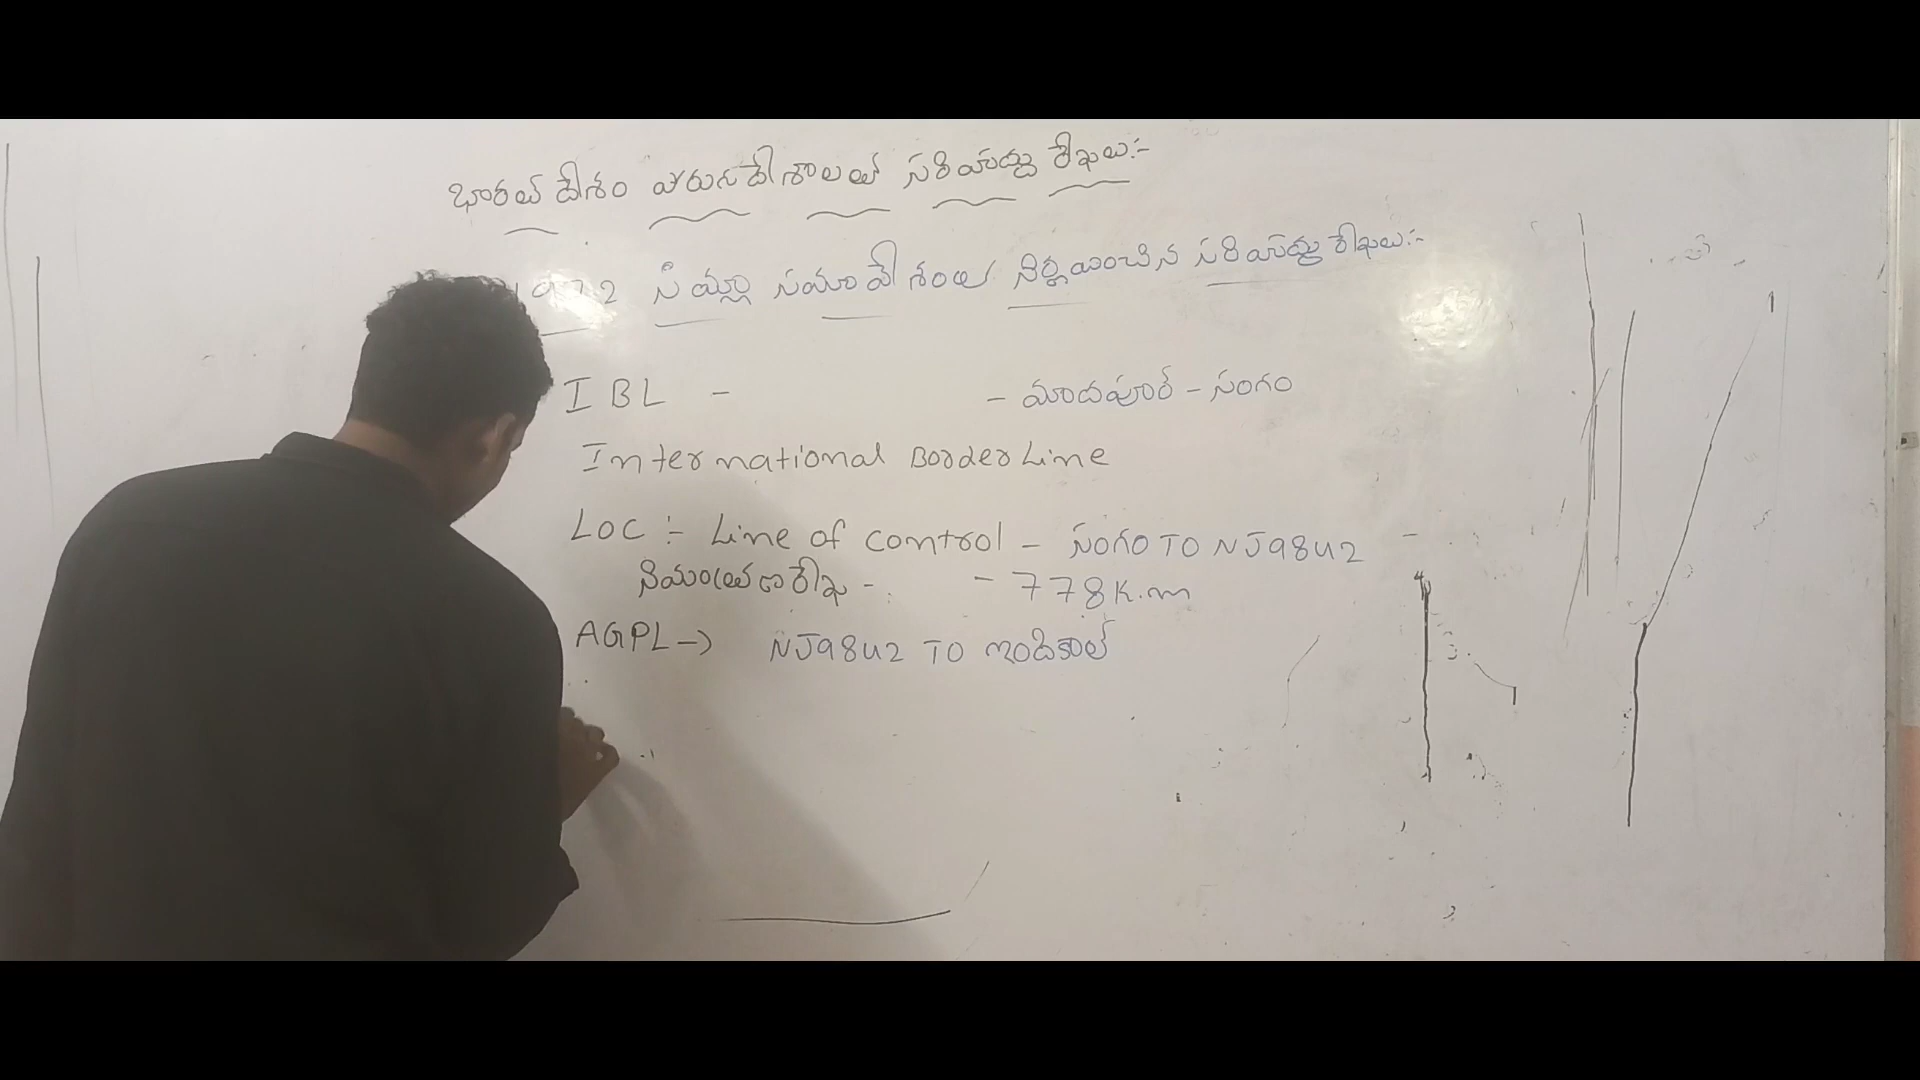 భారత్ దేశం పొరుగుదేశాలతో సరిహద్దు రేఖలు:-
1972 సిమ్లా సమావేశంలో నిర్ణయించిన సరిహద్దు రేఖలు:-
IBL - - మాదపూర్ - సంగం
International Border Line
LOC :- Line of control - సంగం TO NJ9842 -
నియంత్రణ రేఖ - - 778 K.m
AGPL → NJ9842 TO ఇందికాల్